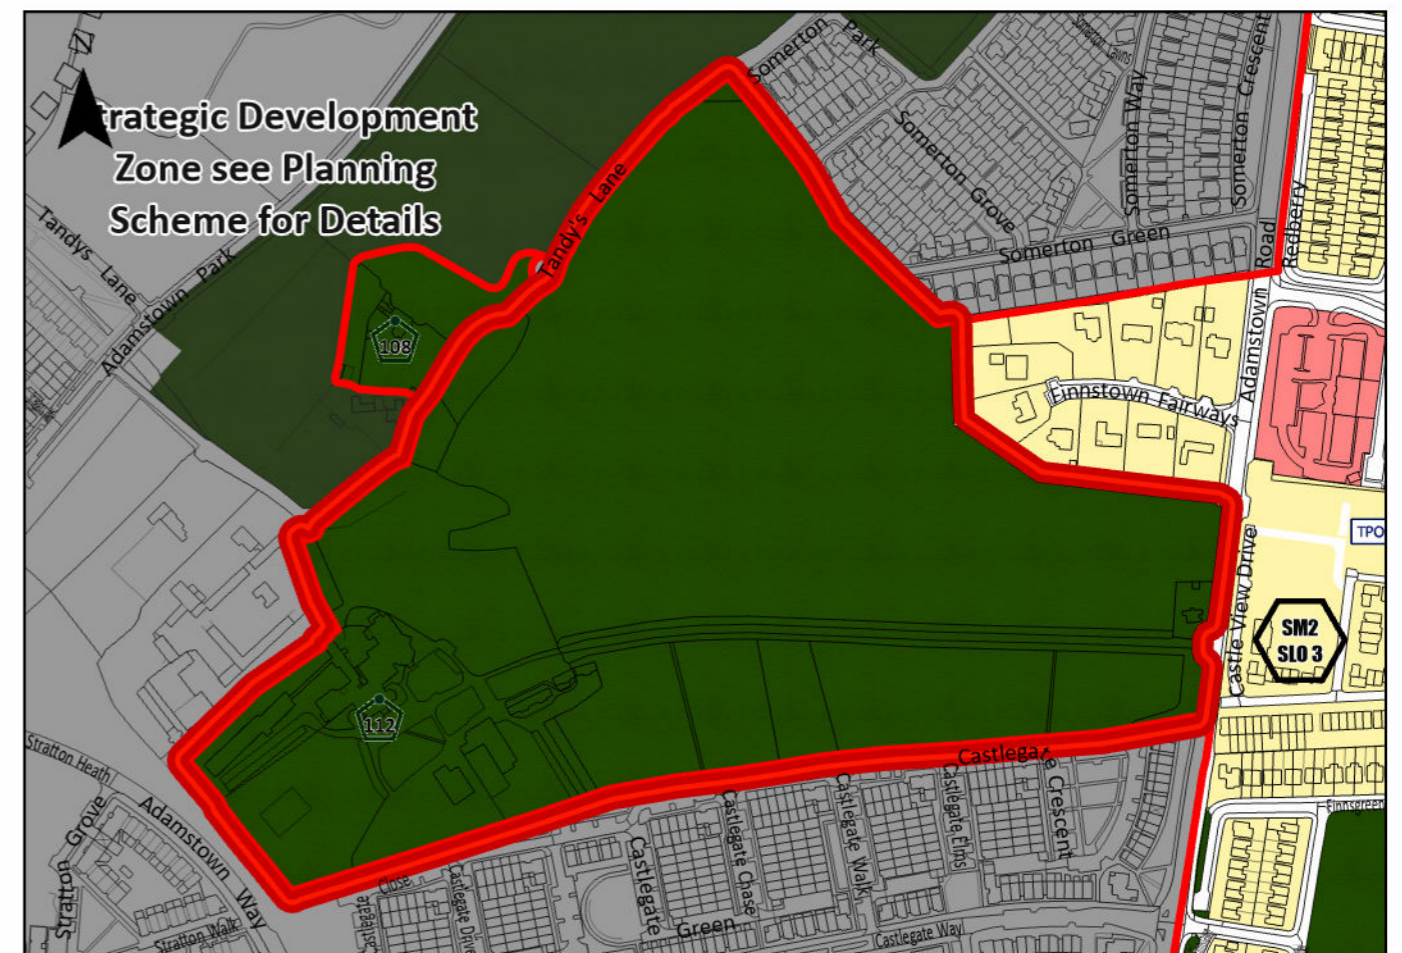 Somerton
Park
Somerton Lawns
Somerton Way
Somerton Crescent
trategic Development
Zone see Planning
Scheme for Details
Tandy's Lane
Somerton Grove
Somerton Green
Redberry
Tandys Lane
Adamstown Park
108
Adamstown Road
Finnstown Fairways
TPO
Castle View Drive
SM2
SLO 3
112
Stratton Heath
Castlegate Crescent
Finnsgreen
Adamstown Way
Grove
Stratton
Castlegate Chase
Castlegate Walk
Castlegate Elms
Castlegate
Green
Close
Castlegate Drive
Stratton Walk
Castlegate Way